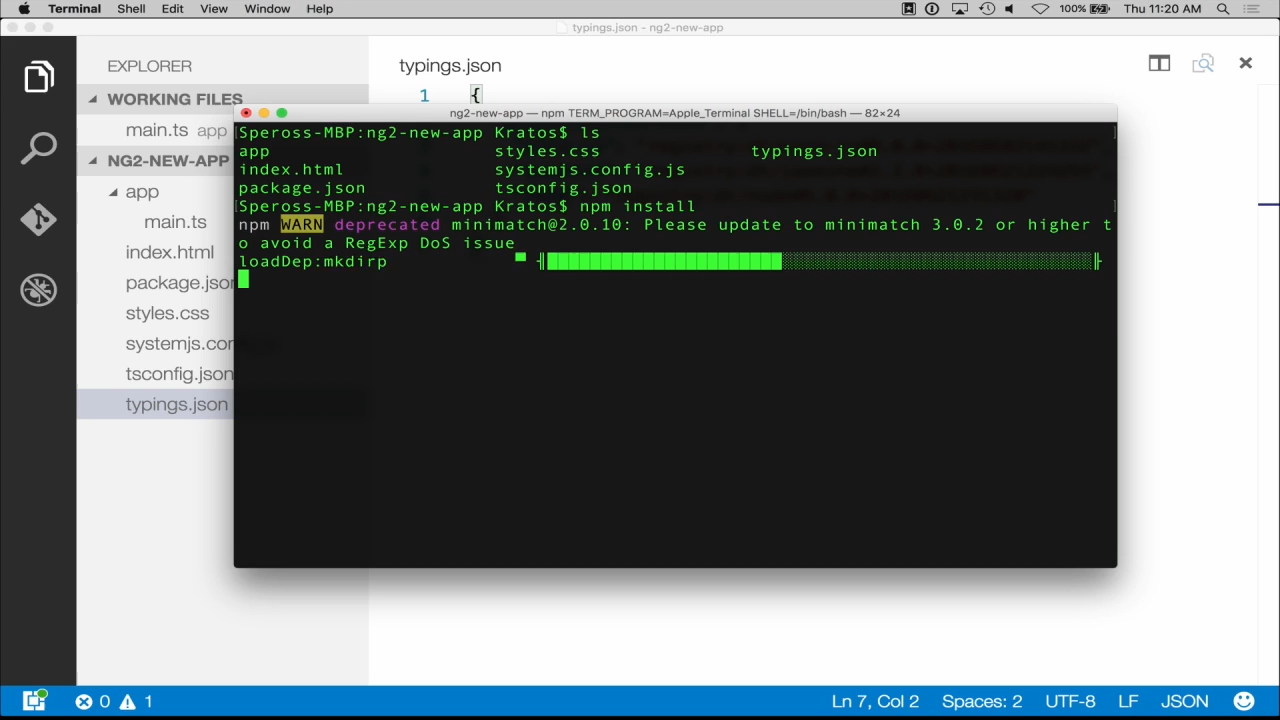 Terminal Shell Edit View Window Help 100% Thu 11:20 AM
typings.json - ng2-new-app
EXPLORER
WORKING FILES
main.ts app
NG2-NEW-APP
app
main.ts
index.html
package.json
styles.css
systemjs.co
tsconfig.json
typings.json
typings.json
1 {
ng2-new-app — npm TERM_PROGRAM=Apple_Terminal SHELL=/bin/bash — 82×24
[Speross-MBP:ng2-new-app Kratos$ ls ]
app styles.css typings.json
index.html systemjs.config.js
package.json tsconfig.json
[Speross-MBP:ng2-new-app Kratos$ npm install ]
npm WARN deprecated minimatch@2.0.10: Please update to minimatch 3.0.2 or higher t
o avoid a RegExp DoS issue
loadDep:mkdirp
0 1 Ln 7, Col 2 Spaces: 2 UTF-8 LF JSON